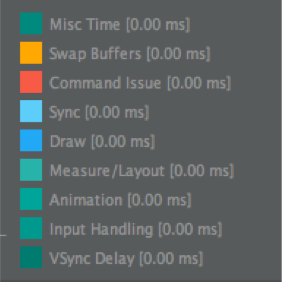 Misc Time [0.00 ms]
Swap Buffers [0.00 ms]
Command Issue [0.00 ms]
Sync [0.00 ms]
Draw [0.00 ms]
Measure/Layout [0.00 ms]
Animation [0.00 ms]
Input Handling [0.00 ms]
VSync Delay [0.00 ms]